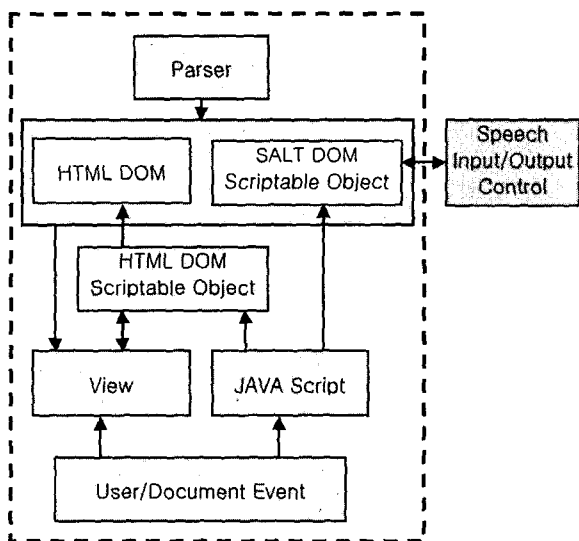 Parser
HTML DOM
SALT DOM
Scriptable Object
Speech
Input/Output
Control
HTML DOM
Scriptable Object
View
JAVA Script
User/Document Event